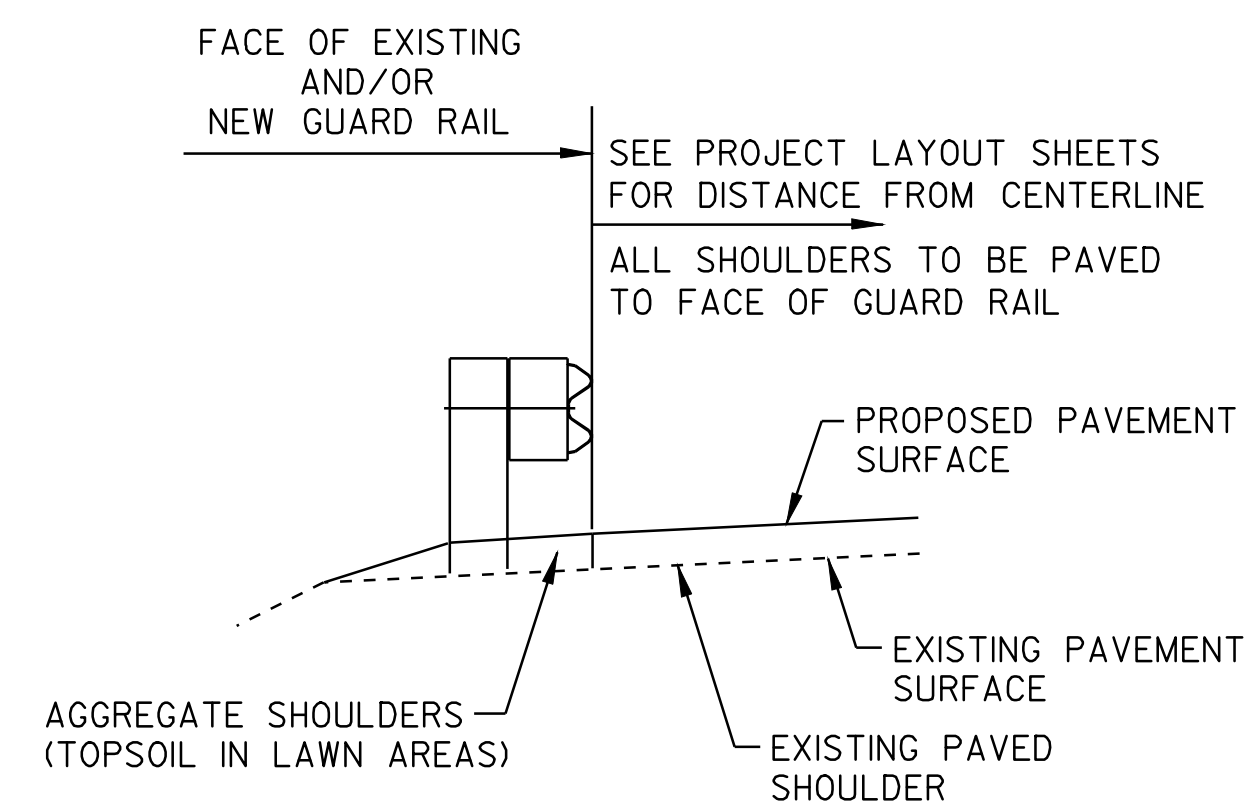 FACE OF EXISTING
AND/OR
NEW GUARD RAIL
SEE PROJECT LAYOUT SHEETS
FOR DISTANCE FROM CENTERLINE
ALL SHOULDERS TO BE PAVED
TO FACE OF GUARD RAIL
PROPOSED PAVEMENT
SURFACE
EXISTING PAVEMENT
SURFACE
AGGREGATE SHOULDERS
(TOPSOIL IN LAWN AREAS)
EXISTING PAVED
SHOULDER